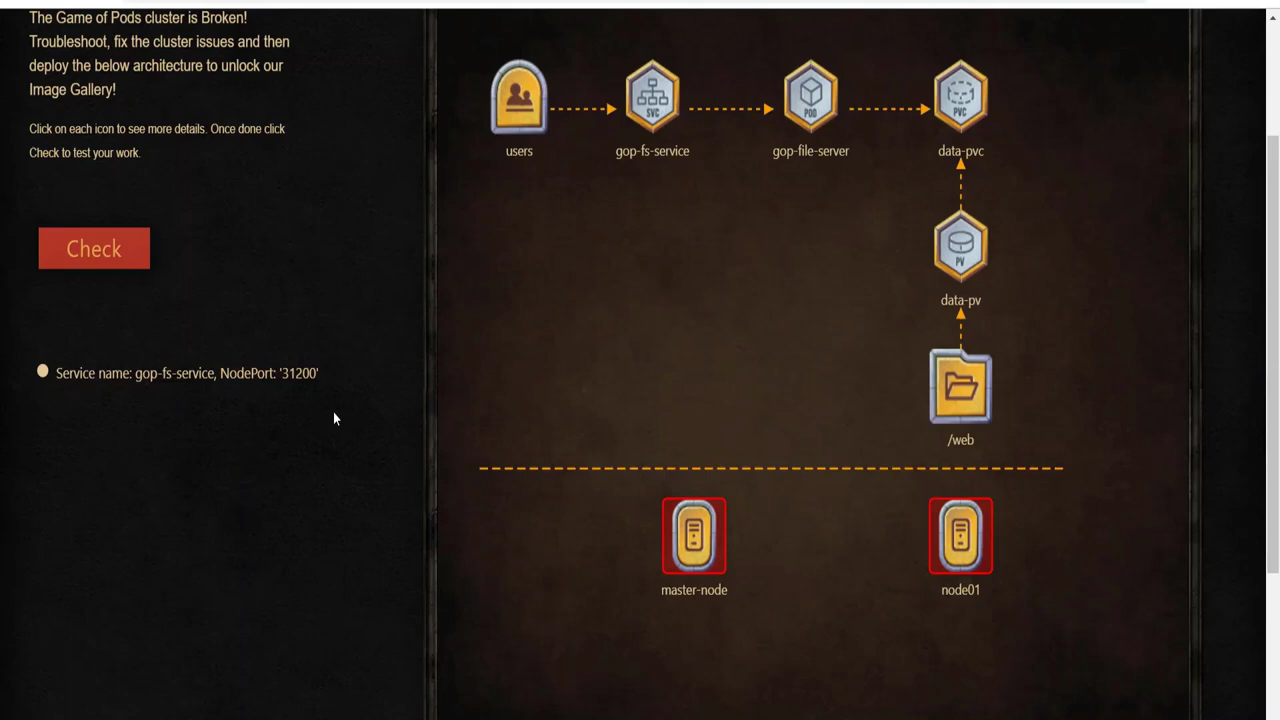 The Game of Pods cluster is Broken!
Troubleshoot, fix the cluster issues and then
deploy the below architecture to unlock our
Image Gallery!
Click on each icon to see more details. Once done click
Check to test your work.
Check
Service name: gop-fs-service, NodePort: '31200'
SVC
POD
PVC
users
gop-fs-service
gop-file-server
data-pvc
PV
data-pv
/web
master-node
node01